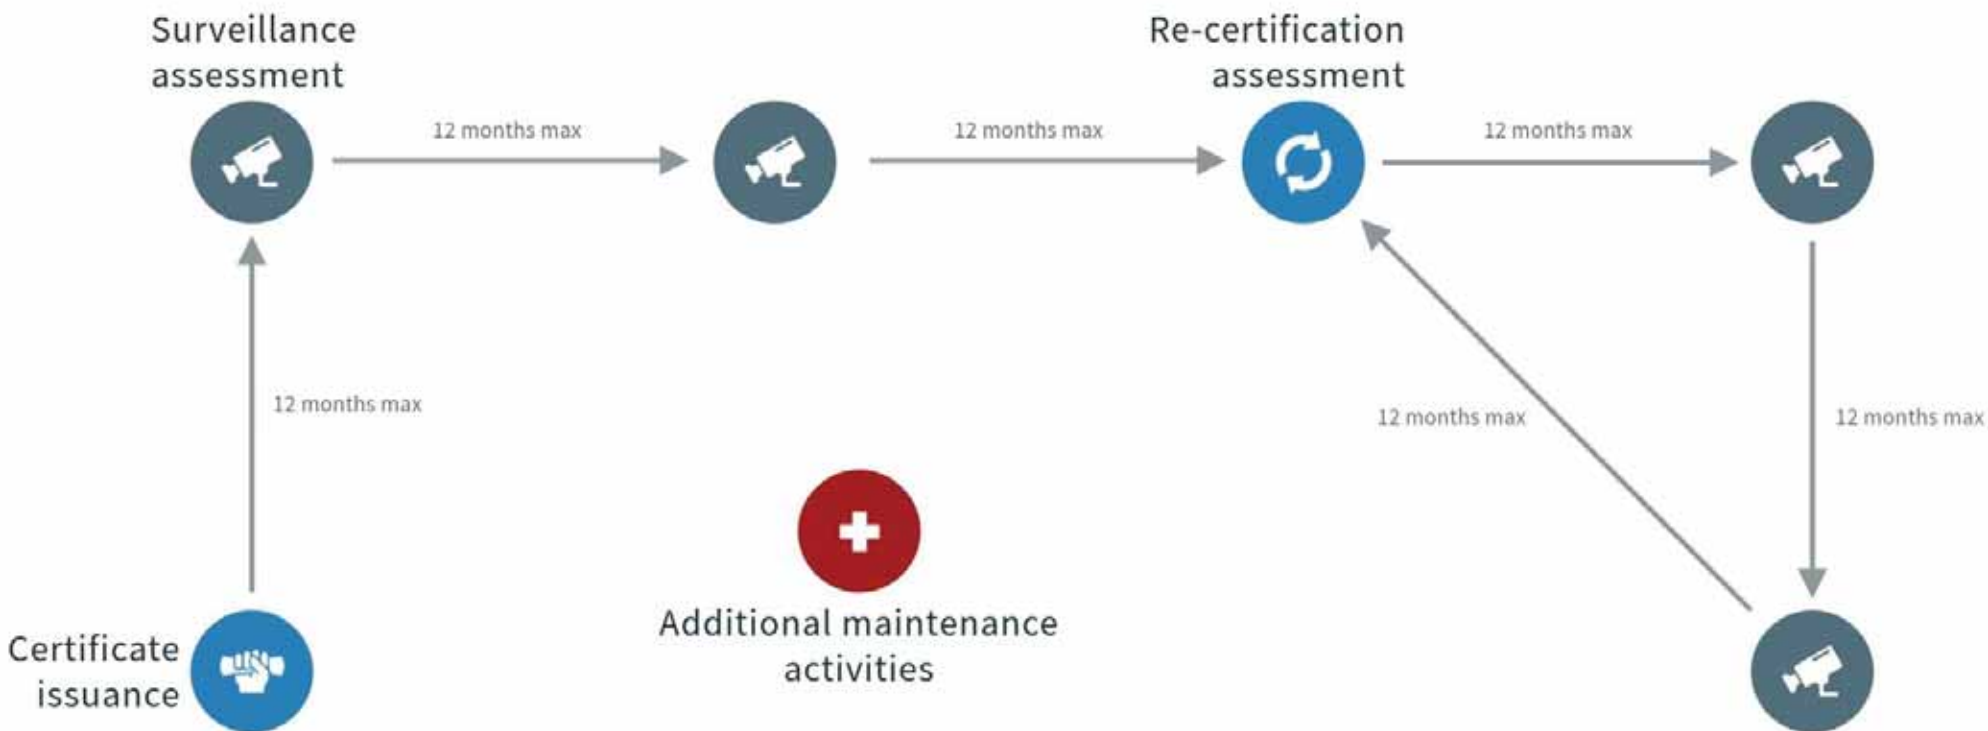 Surveillance
assessment
Re-certification
assessment
12 months max
12 months max
12 months max
12 months max
12 months max
12 months max
Additional maintenance
activities
Certificate
issuance